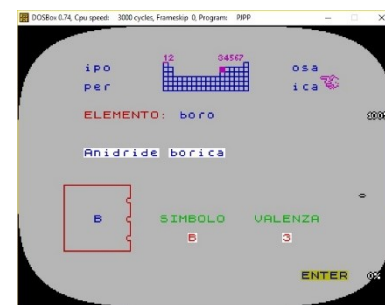 DOSBox 0.74, Cpu speed: 3000 cycles, Frameskip 0, Program: PJPP
12 34567
ipo osa
per ica
ELEMENTO: boro
Anidride borica
B SIMBOLO VALENZA
B 3
ENTER